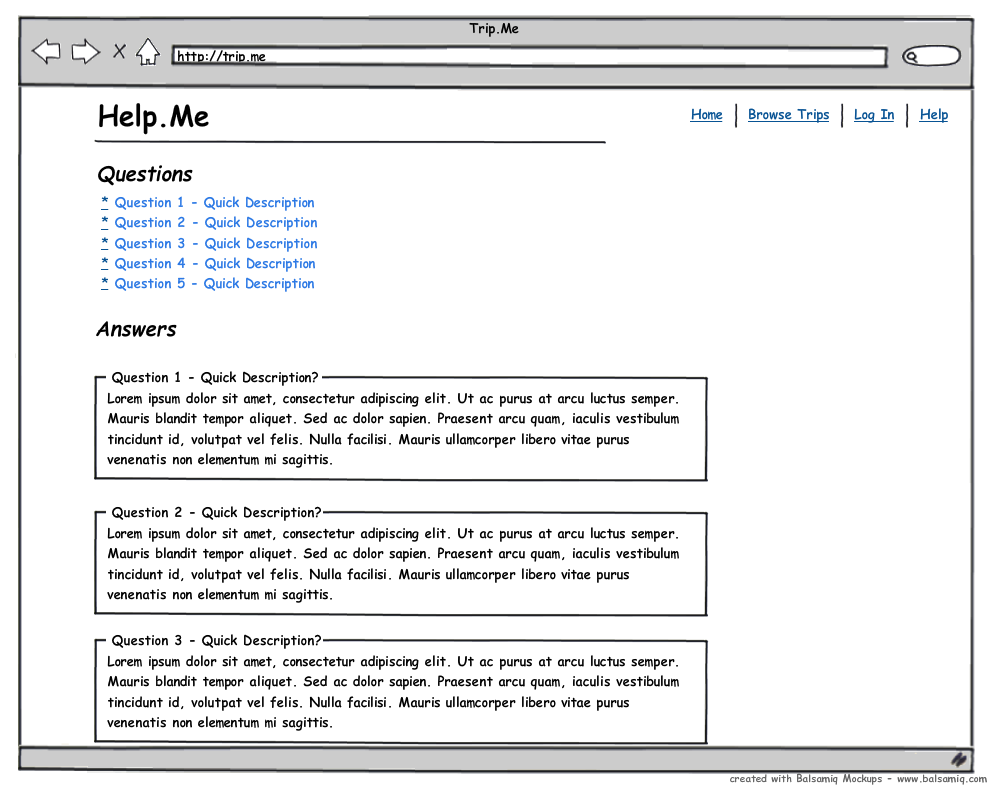 Trip.Me
http://trip.me
Help.Me
Home
Browse Trips
Log In
Help
Questions
* Question 1 - Quick Description
* Question 2 - Quick Description
* Question 3 - Quick Description
* Question 4 - Quick Description
* Question 5 - Quick Description
Answers
Question 1 - Quick Description?
Lorem ipsum dolor sit amet, consectetur adipiscing elit. Ut ac purus at arcu luctus semper.
Mauris blandit tempor aliquet. Sed ac dolor sapien. Praesent arcu quam, iaculis vestibulum
tincidunt id, volutpat vel felis. Nulla facilisi. Mauris ullamcorper libero vitae purus
venenatis non elementum mi sagittis.
Question 2 - Quick Description?
Lorem ipsum dolor sit amet, consectetur adipiscing elit. Ut ac purus at arcu luctus semper.
Mauris blandit tempor aliquet. Sed ac dolor sapien. Praesent arcu quam, iaculis vestibulum
tincidunt id, volutpat vel felis. Nulla facilisi. Mauris ullamcorper libero vitae purus
venenatis non elementum mi sagittis.
Question 3 - Quick Description?
Lorem ipsum dolor sit amet, consectetur adipiscing elit. Ut ac purus at arcu luctus semper.
Mauris blandit tempor aliquet. Sed ac dolor sapien. Praesent arcu quam, iaculis vestibulum
tincidunt id, volutpat vel felis. Nulla facilisi. Mauris ullamcorper libero vitae purus
venenatis non elementum mi sagittis.
created with Balsamiq Mockups - www.balsamiq.com